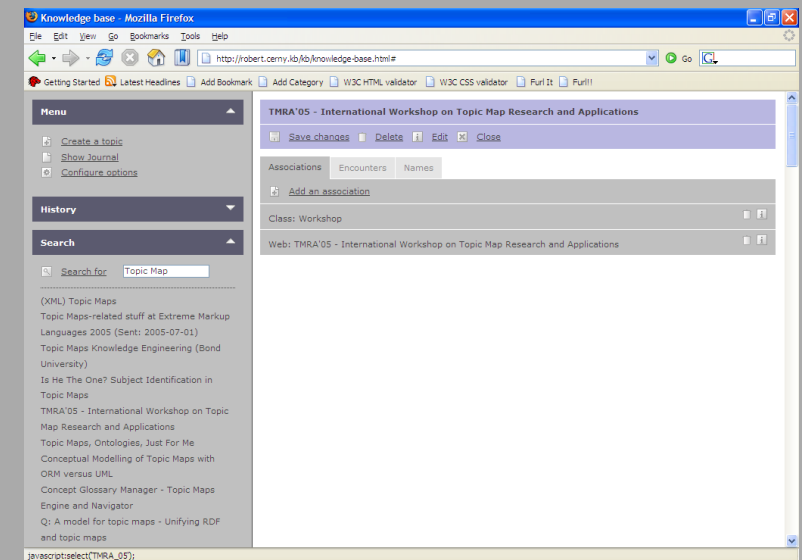 Knowledge base - Mozilla Firefox
File Edit View Go Bookmarks Tools Help
http://robert.cerny.kb/kb/knowledge-base.html#
Go
G
Getting Started Latest Headlines Add Bookmark Add Category W3C HTML validator W3C CSS validator Furl It Furl!!
Menu
Create a topic
Show Journal
Configure options
History
Search
Search for Topic Map
(XML) Topic Maps
Topic Maps-related stuff at Extreme Markup
Languages 2005 (Sent: 2005-07-01)
Topic Maps Knowledge Engineering (Bond
University)
Is He The One? Subject Identification in
Topic Maps
TMRA'05 - International Workshop on Topic
Map Research and Applications
Topic Maps, Ontologies, Just For Me
Conceptual Modelling of Topic Maps with
ORM versus UML
Concept Glossary Manager - Topic Maps
Engine and Navigator
Q: A model for topic maps - Unifying RDF
and topic maps
TMRA'05 - International Workshop on Topic Map Research and Applications
Save changes Delete Edit Close
Associations Encounters Names
Add an association
Class: Workshop
Web: TMRA'05 - International Workshop on Topic Map Research and Applications
javascript:select('TMRA_05');